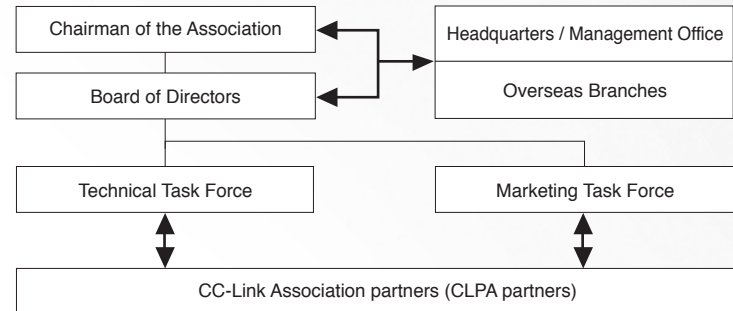 Chairman of the Association
Headquarters / Management Office
Board of Directors
Overseas Branches
Technical Task Force
Marketing Task Force
CC-Link Association partners (CLPA partners)